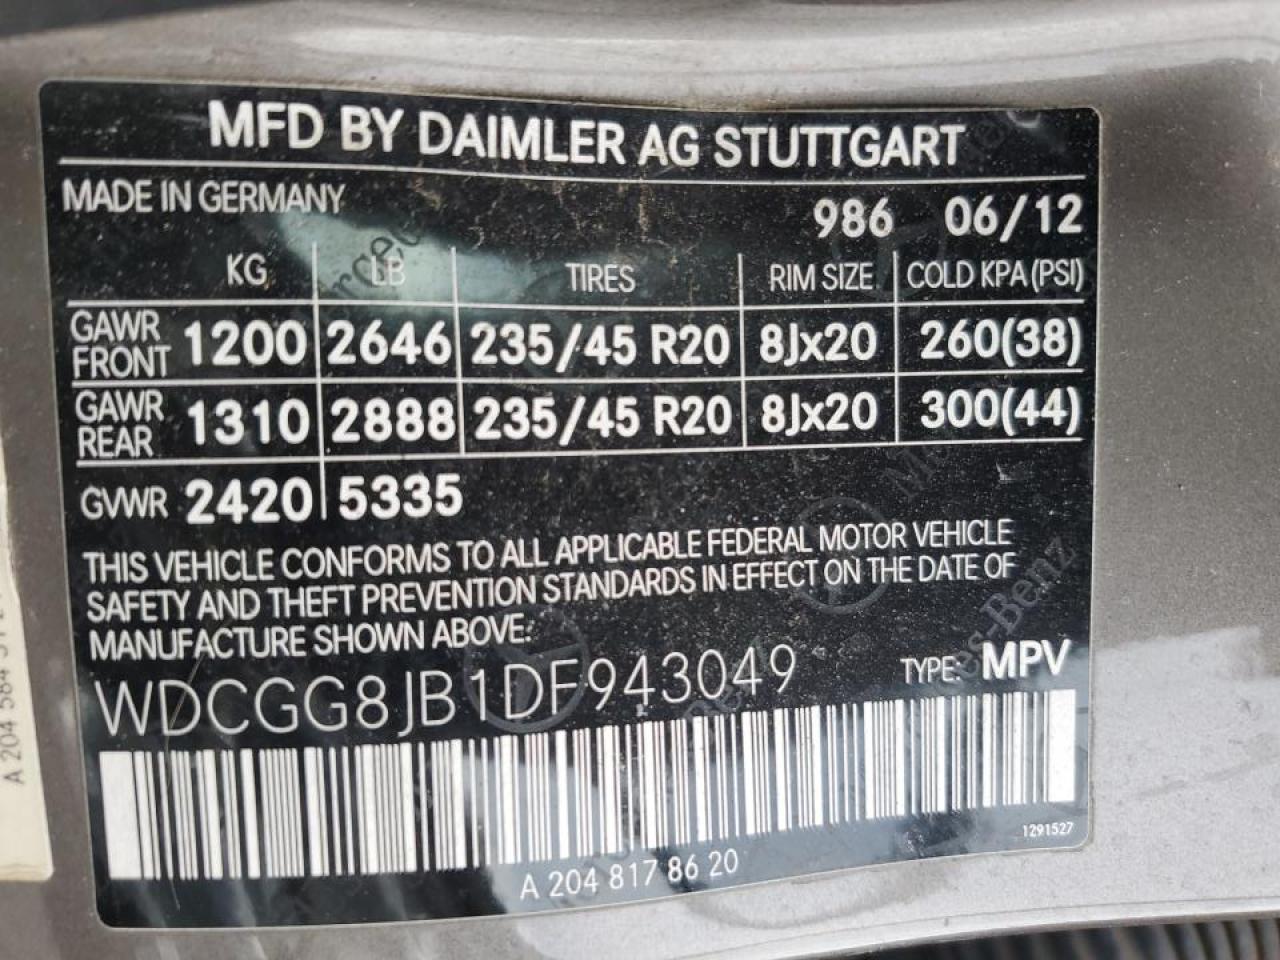 MFD BY DAIMLER AG STUTTGART
MADE IN GERMANY
986 06/12
KG LB TIRES RIM SIZE COLD KPA(PSI)
GAWR FRONT 1200 2646 235/45 R20 8Jx20 260(38)
GAWR REAR 1310 2888 235/45 R20 8Jx20 300(44)
GVWR 2420 5335
THIS VEHICLE CONFORMS TO ALL APPLICABLE FEDERAL MOTOR VEHICLE
SAFETY AND THEFT PREVENTION STANDARDS IN EFFECT ON THE DATE OF
MANUFACTURE SHOWN ABOVE:
WDCGG8JB1DF943049 TYPE: MPV
1291527
A 204 817 86 20
A 204 584